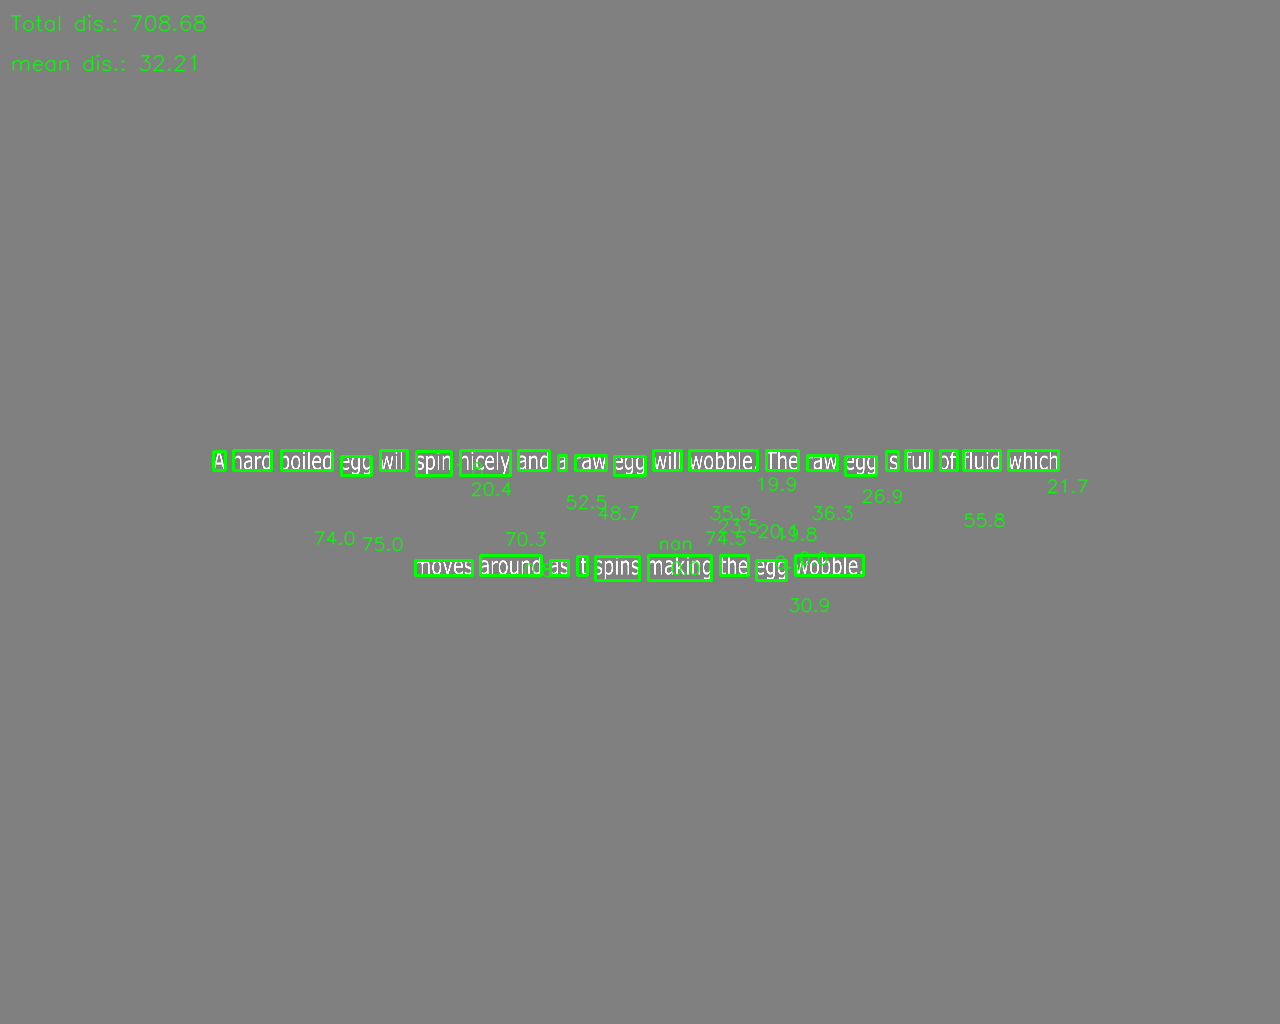 Total dis.: 708.68
mean dis.: 32.21
A hard boiled egg will spin nicely and a raw egg will wobble. The raw egg is full of fluid which
20.4 19.9 21.7
52.5 48.7 35.9 36.3 26.9 55.8
74.0 75.0 70.3 nan 74.5 23.5 20.4 19.8
moves around as it spins making the egg wobble.
30.9